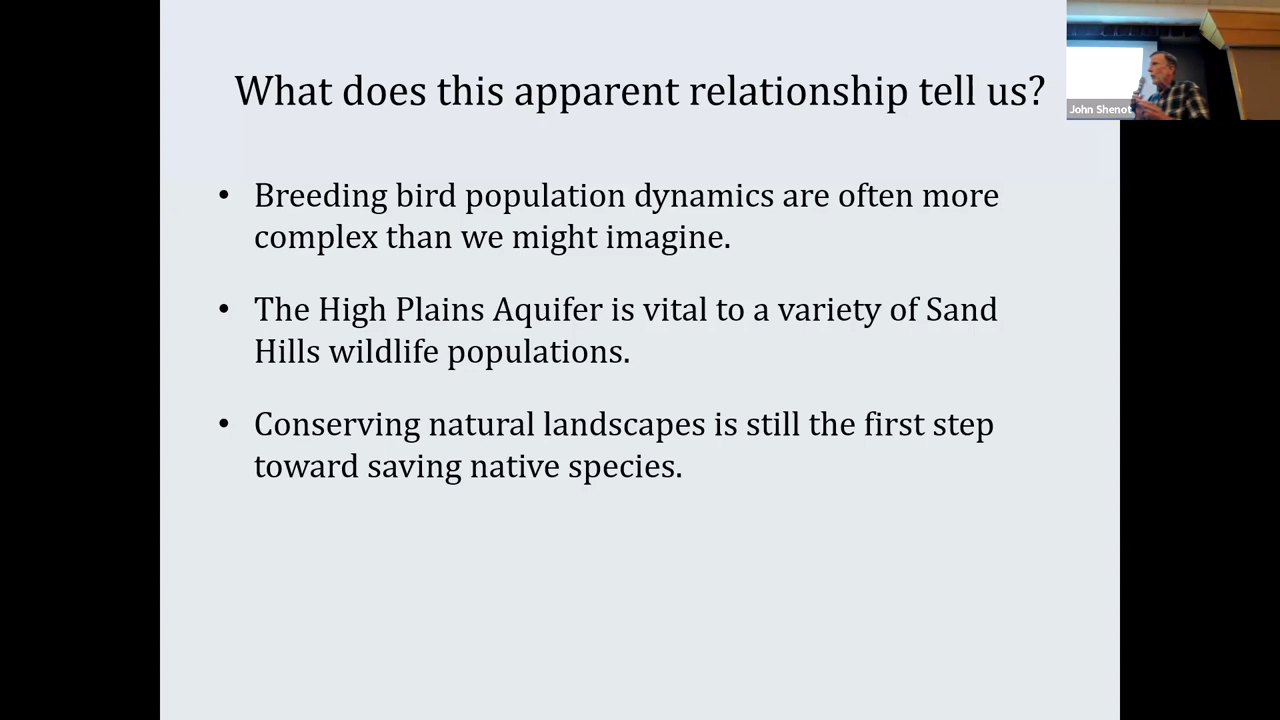 What does this apparent relationship tell us?
John Shenot
• Breeding bird population dynamics are often more
complex than we might imagine.
• The High Plains Aquifer is vital to a variety of Sand
Hills wildlife populations.
• Conserving natural landscapes is still the first step
toward saving native species.